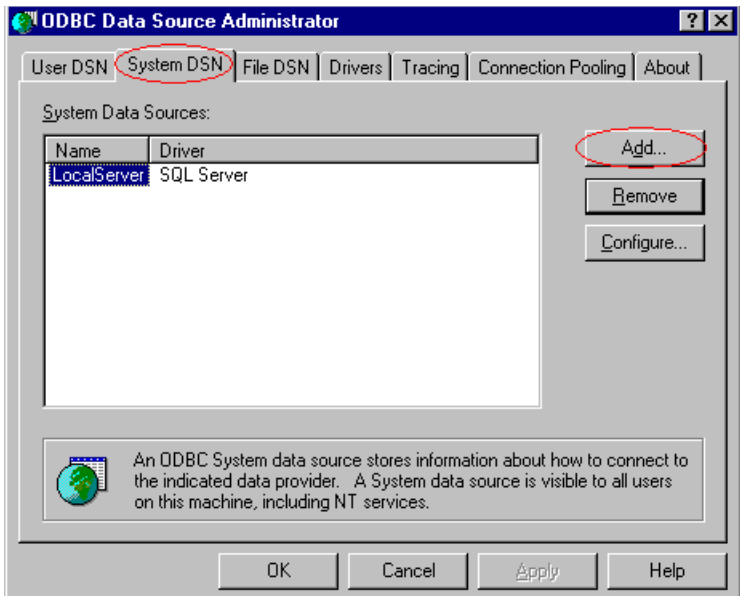 ODBC Data Source Administrator
User DSN System DSN File DSN Drivers Tracing Connection Pooling About
System Data Sources:
Name Driver
LocalServer SQL Server
Add...
Remove
Configure...
An ODBC System data source stores information about how to connect to
the indicated data provider. A System data source is visible to all users
on this machine, including NT services.
OK Cancel Apply Help